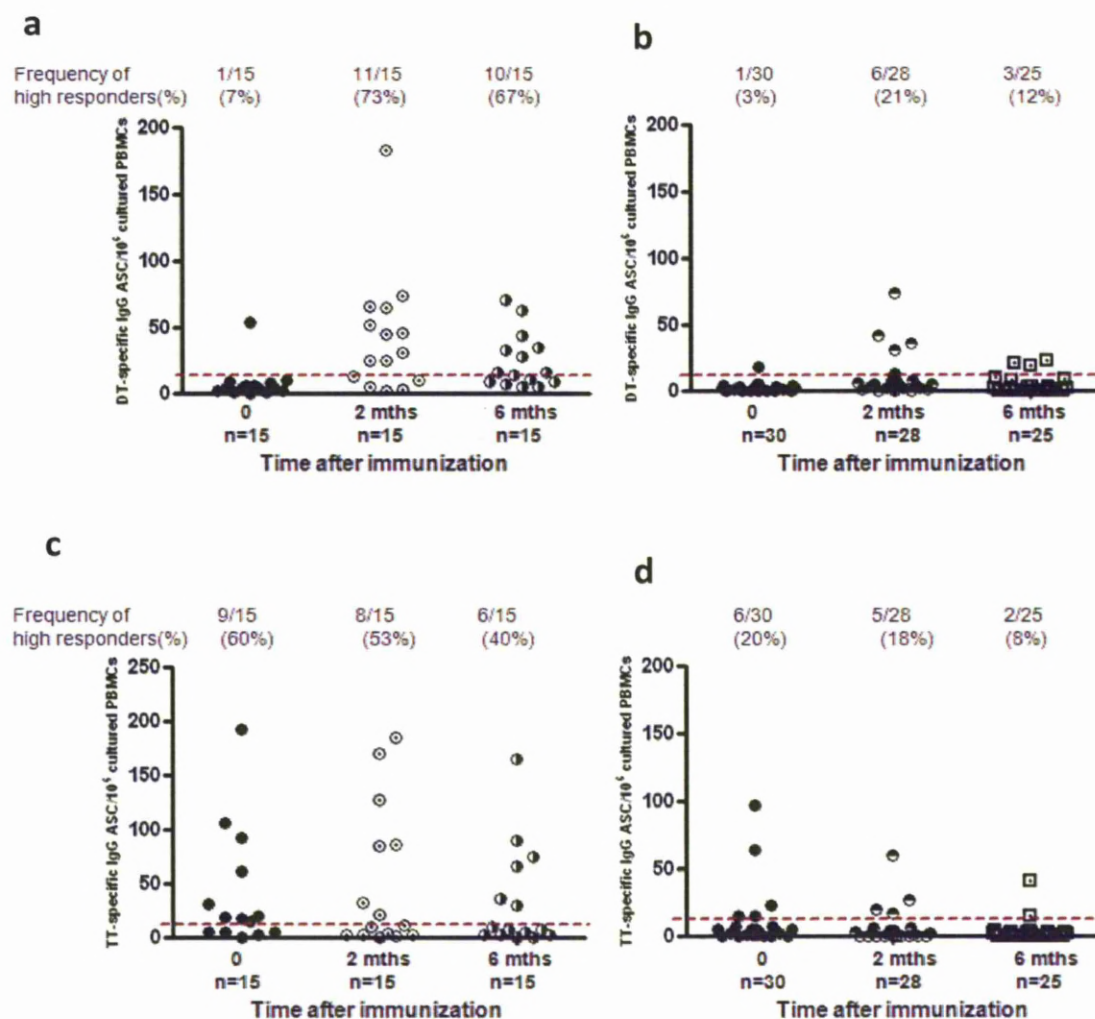 a
Frequency of 1/15 11/15 10/15
high responders(%) (7%) (73%) (67%)
DT-specific IgG ASC/10⁶ cultured PBMCs
200
150
100
50
0
0 2 mths 6 mths
n=15 n=15 n=15
Time after immunization
b
1/30 6/28 3/25
(3%) (21%) (12%)
DT-specific IgG ASC/10⁶ cultured PBMCs
200
150
100
50
0
0 2 mths 6 mths
n=30 n=28 n=25
Time after immunization
c
Frequency of 9/15 8/15 6/15
high responders(%) (60%) (53%) (40%)
TT-specific IgG ASC/10⁶ cultured PBMCs
250
200
150
100
50
0
0 2 mths 6 mths
n=15 n=15 n=15
Time after immunization
d
6/30 5/28 2/25
(20%) (18%) (8%)
TT-specific IgG ASC/10⁶ cultured PBMCs
200
150
100
50
0
0 2 mths 6 mths
n=30 n=28 n=25
Time after immunization